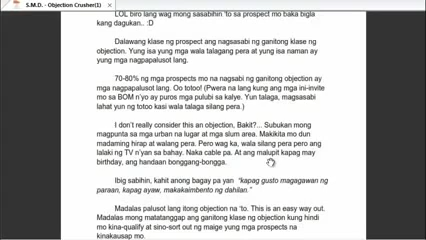 S.M.D. - Objection Crusher(1)
LOL biro lang wag mong sasabihin 'to sa prospect mo baka bigla
kang dagukan.. :D
Dalawang klase ng prospect ang nagsasabi ng ganitong klase ng
objection. Yung isa yung mga wala talagang pera at yung isa naman ay
yung mga nagpapalusot lang.
70-80% ng mga prospects mo na nagsabi ng ganitong objection ay
mga nagpapalusot lang. Oo totoo! (Pwera na lang kung ang mga ini-invite
mo sa BOM n'yo ay puros mga pulubi sa kalye. Yun talaga, magsasabi
lahat yun ng totoo kasi wala talaga silang pera.)
I don't really consider this an objection, Bakit?... Subukan mong
magpunta sa mga urban na lugar at mga slum area. Makikita mo dun
madaming hirap at walang pera. Pero wag ka, wala silang pera pero ang
lalaki ng TV n'yan sa bahay. Naka cable pa. At ang malupit kapag may
birthday, ang handaan bonggang-bongga.
Ibig sabihin, kahit anong bagay pa yan "kapag gusto magagawan ng
paraan, kapag ayaw, makakaimbento ng dahilan."
Madalas palusot lang itong objection na 'to. This is an easy way out.
Madalas mong matatanggap ang ganitong klase ng objection kung hindi
mo kina-qualify at sino-sort out ng maige yung mga prospects na
kinakausap mo.